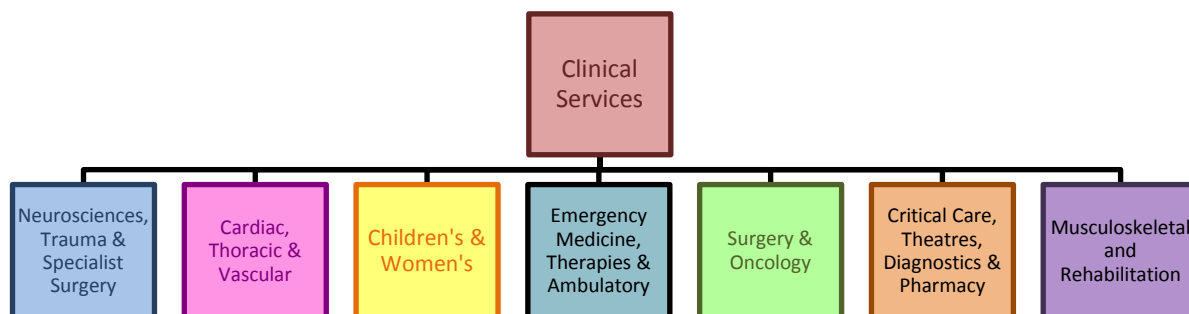 Clinical
Services
Neurosciences,
Trauma &
Specialist
Surgery
Cardiac,
Thoracic &
Vascular
Children's &
Women's
Emergency
Medicine,
Therapies &
Ambulatory
Surgery &
Oncology
Critical Care,
Theatres,
Diagnostics &
Pharmacy
Musculoskeletal
and
Rehabilitation